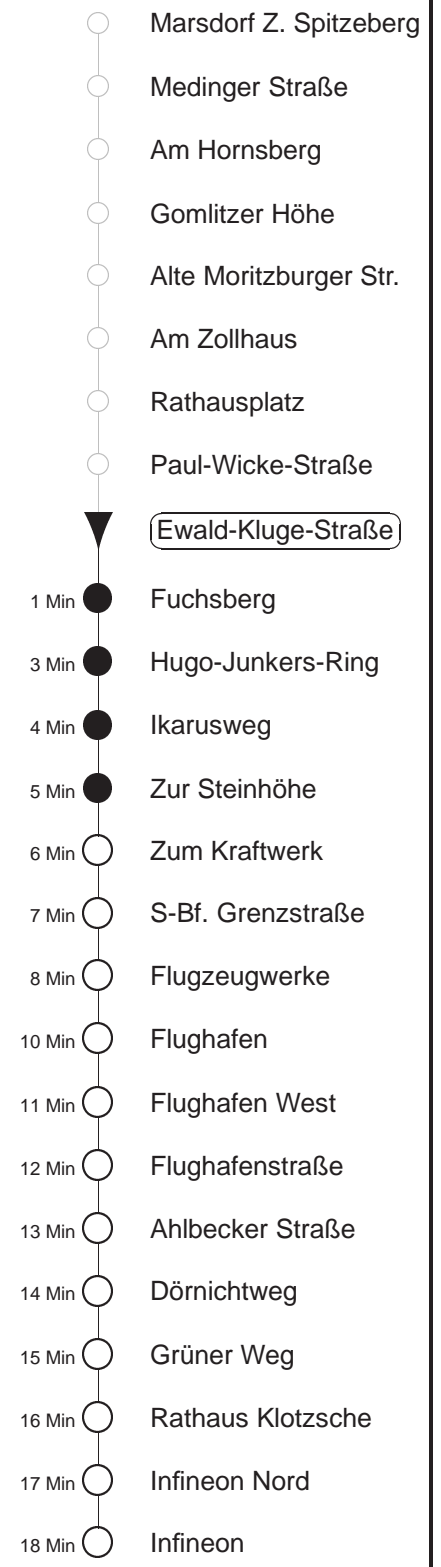 Marsdorf Z. Spitzeberg
Medinger Straße
Am Hornsberg
Gomlitzer Höhe
Alte Moritzburger Str.
Am Zollhaus
Rathausplatz
Paul-Wicke-Straße
Ewald-Kluge-Straße
1 Min Fuchsberg
3 Min Hugo-Junkers-Ring
4 Min Ikarusweg
5 Min Zur Steinhöhe
6 Min Zum Kraftwerk
7 Min S-Bf. Grenzstraße
8 Min Flugzeugwerke
10 Min Flughafen
11 Min Flughafen West
12 Min Flughafenstraße
13 Min Ahlbecker Straße
14 Min Dörnichtweg
15 Min Grüner Weg
16 Min Rathaus Klotzsche
17 Min Infineon Nord
18 Min Infineon